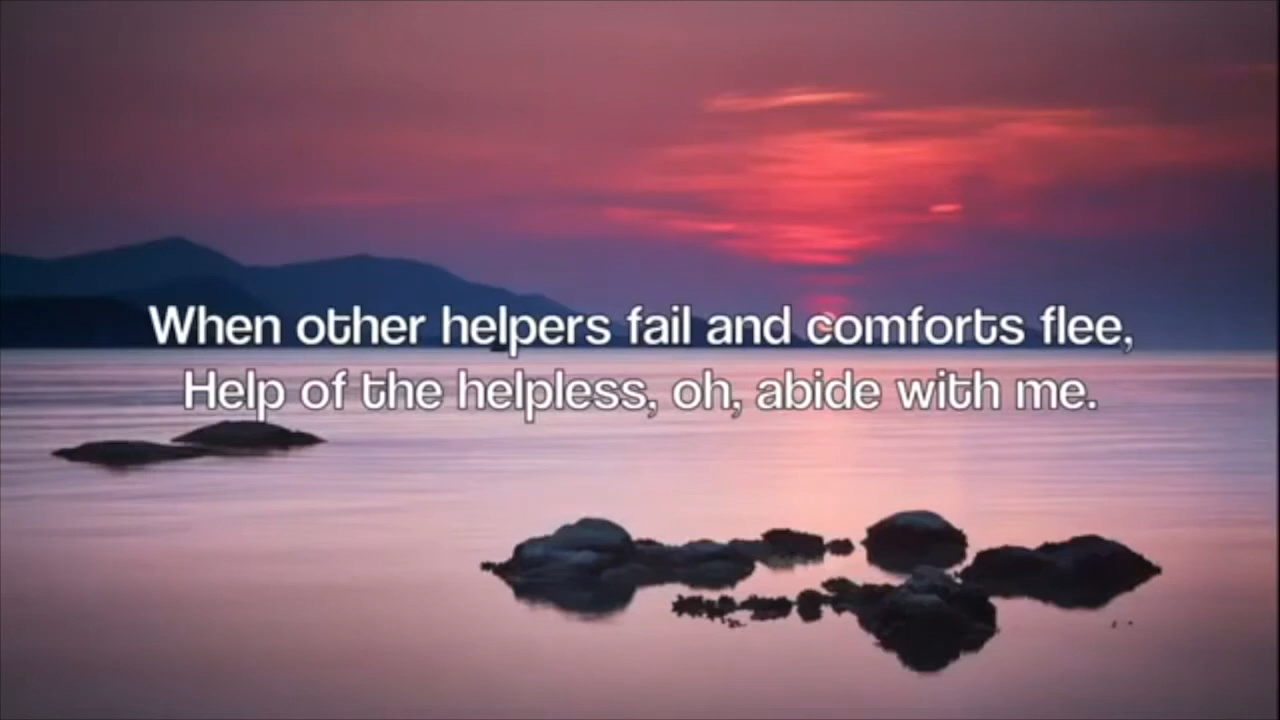 When other helpers fail and comforts flee,
Help of the helpless, oh, abide with me.